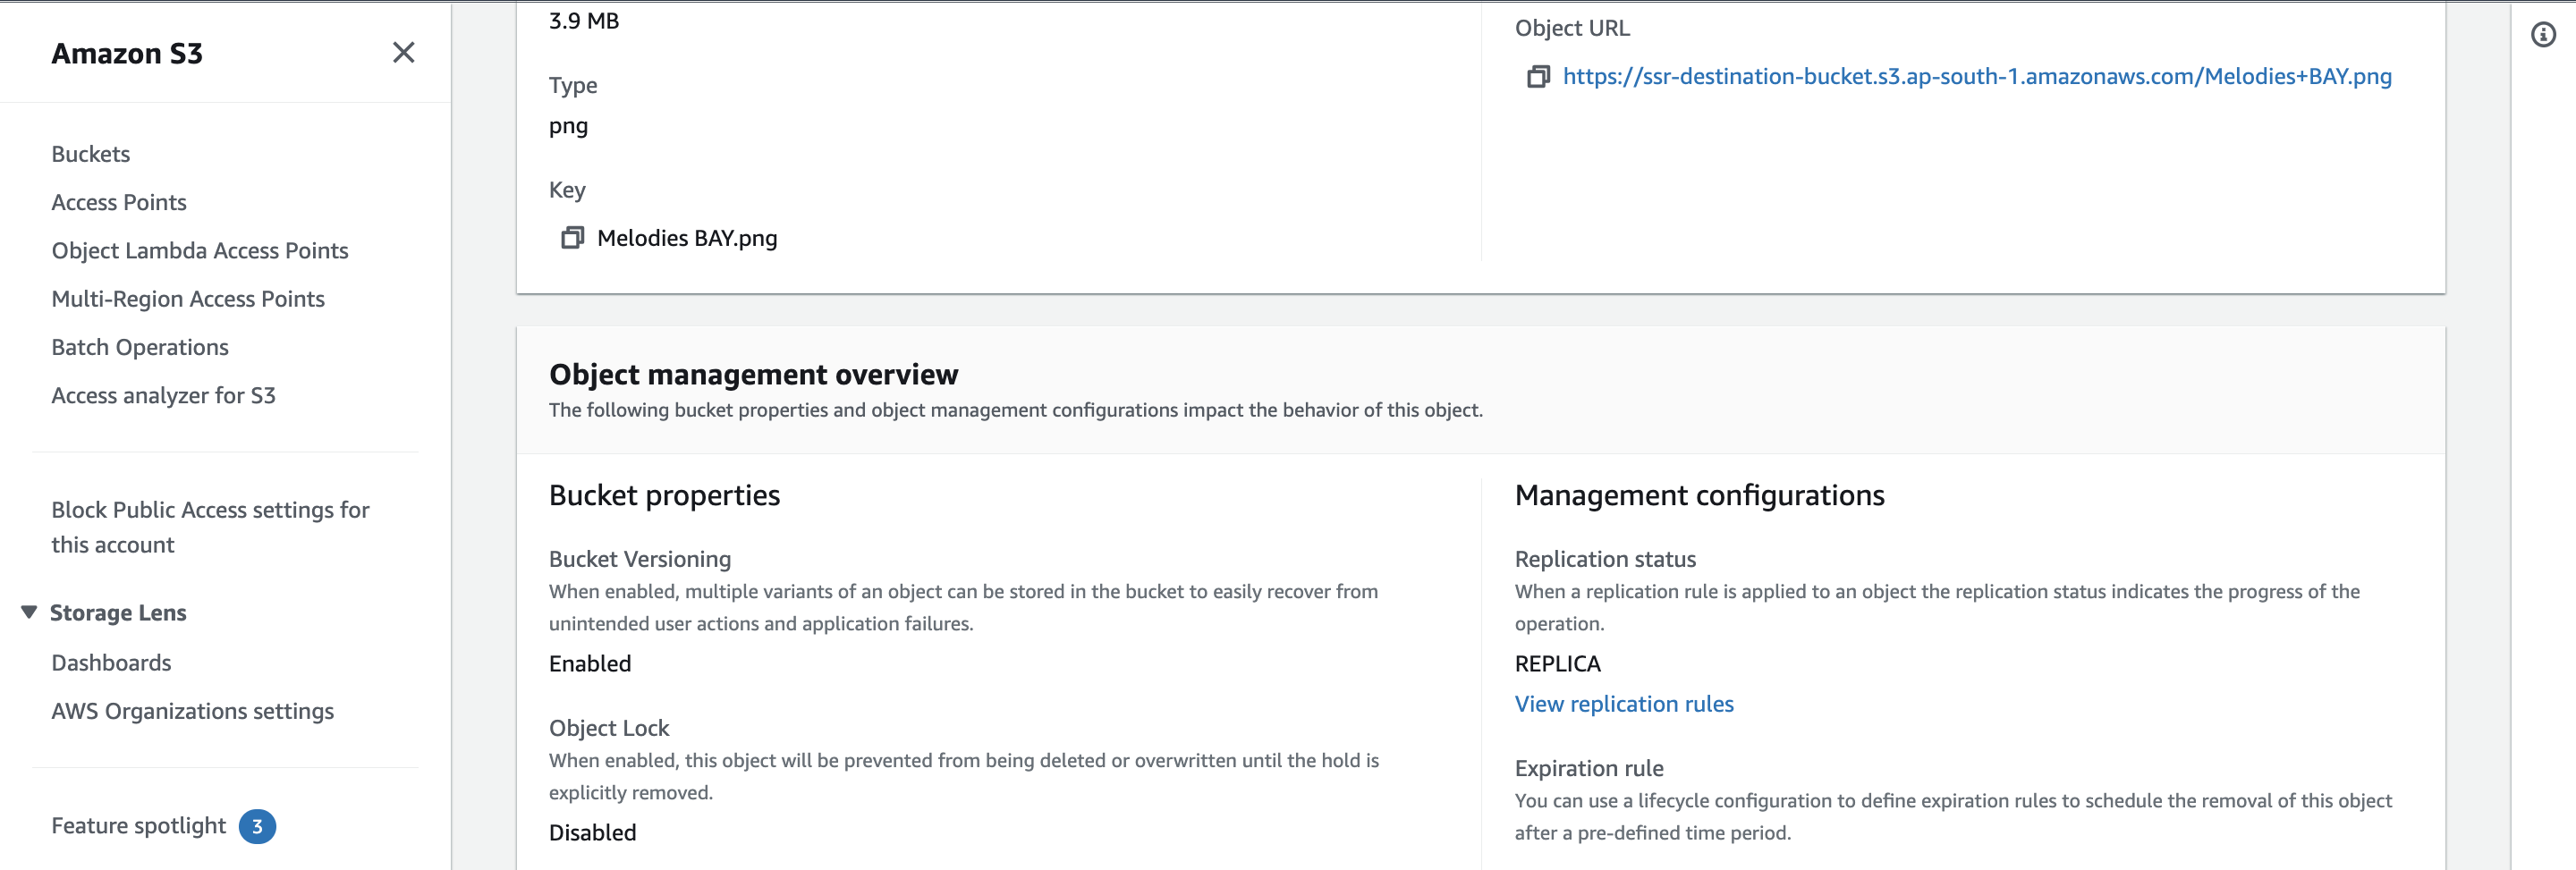 Amazon S3
Buckets
Access Points
Object Lambda Access Points
Multi-Region Access Points
Batch Operations
Access analyzer for S3
Block Public Access settings for
this account
Storage Lens
Dashboards
AWS Organizations settings
Feature spotlight 3
3.9 MB
Type
png
Key
Melodies BAY.png
Object URL
https://ssr-destination-bucket.s3.ap-south-1.amazonaws.com/Melodies+BAY.png
Object management overview
The following bucket properties and object management configurations impact the behavior of this object.
Bucket properties
Bucket Versioning
When enabled, multiple variants of an object can be stored in the bucket to easily recover from
unintended user actions and application failures.
Enabled
Object Lock
When enabled, this object will be prevented from being deleted or overwritten until the hold is
explicitly removed.
Disabled
Management configurations
Replication status
When a replication rule is applied to an object the replication status indicates the progress of the
operation.
REPLICA
View replication rules
Expiration rule
You can use a lifecycle configuration to define expiration rules to schedule the removal of this object
after a pre-defined time period.